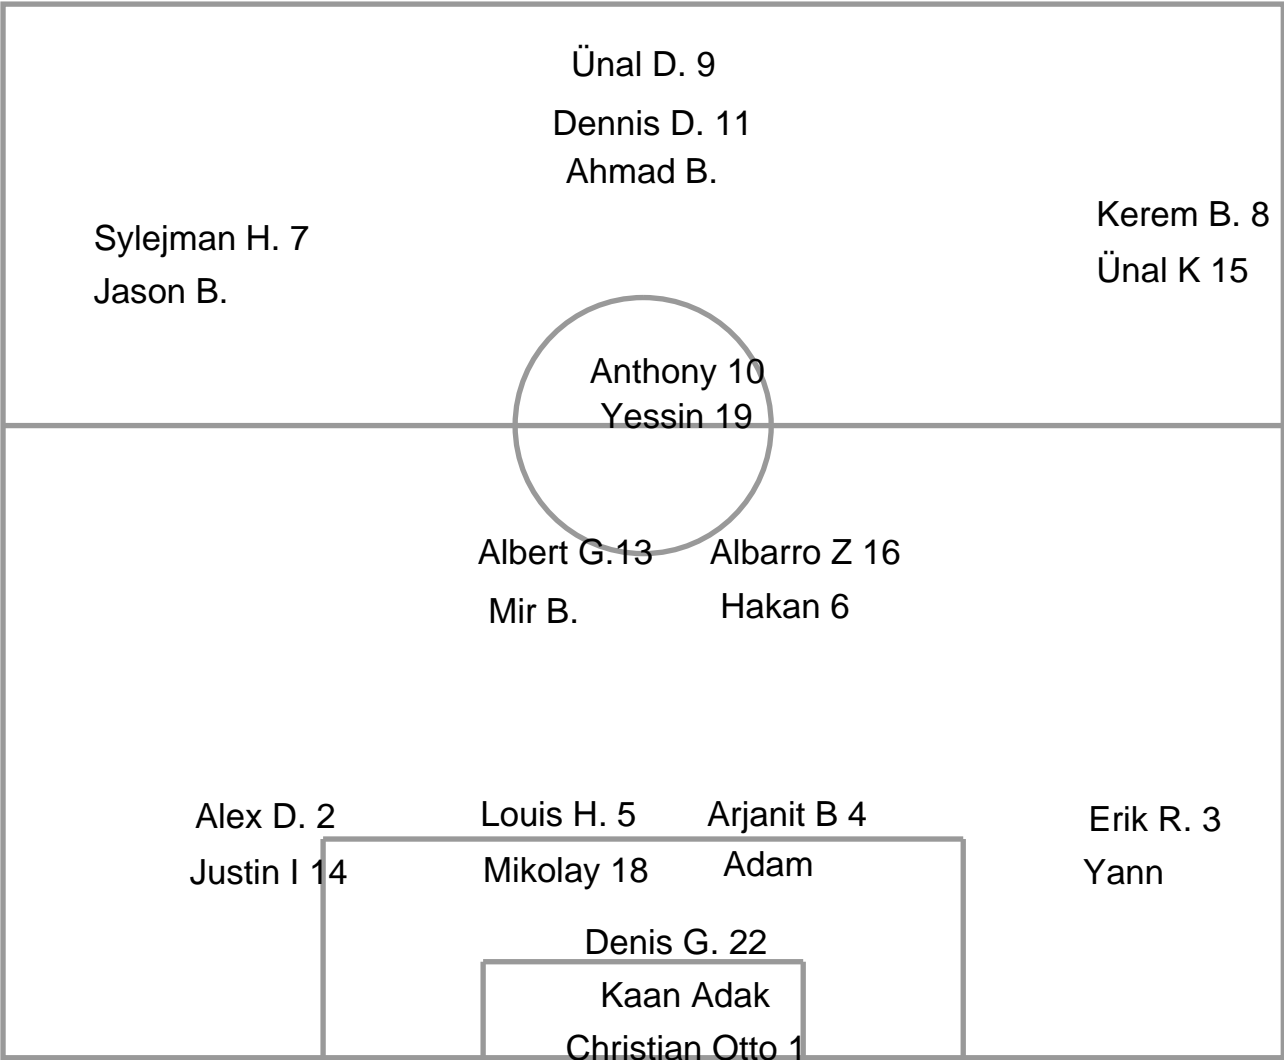 Ünal D. 9
Dennis D. 11
Ahmad B.
Kerem B. 8
Sylejman H. 7
Ünal K 15
Jason B.
Anthony 10
Yessin 19
Albert G.13
Albarro Z 16
Mir B.
Hakan 6
Alex D. 2
Louis H. 5
Arjanit B 4
Erik R. 3
Justin I 14
Mikolay 18
Adam
Yann
Denis G. 22
Kaan Adak
Christian Otto 1